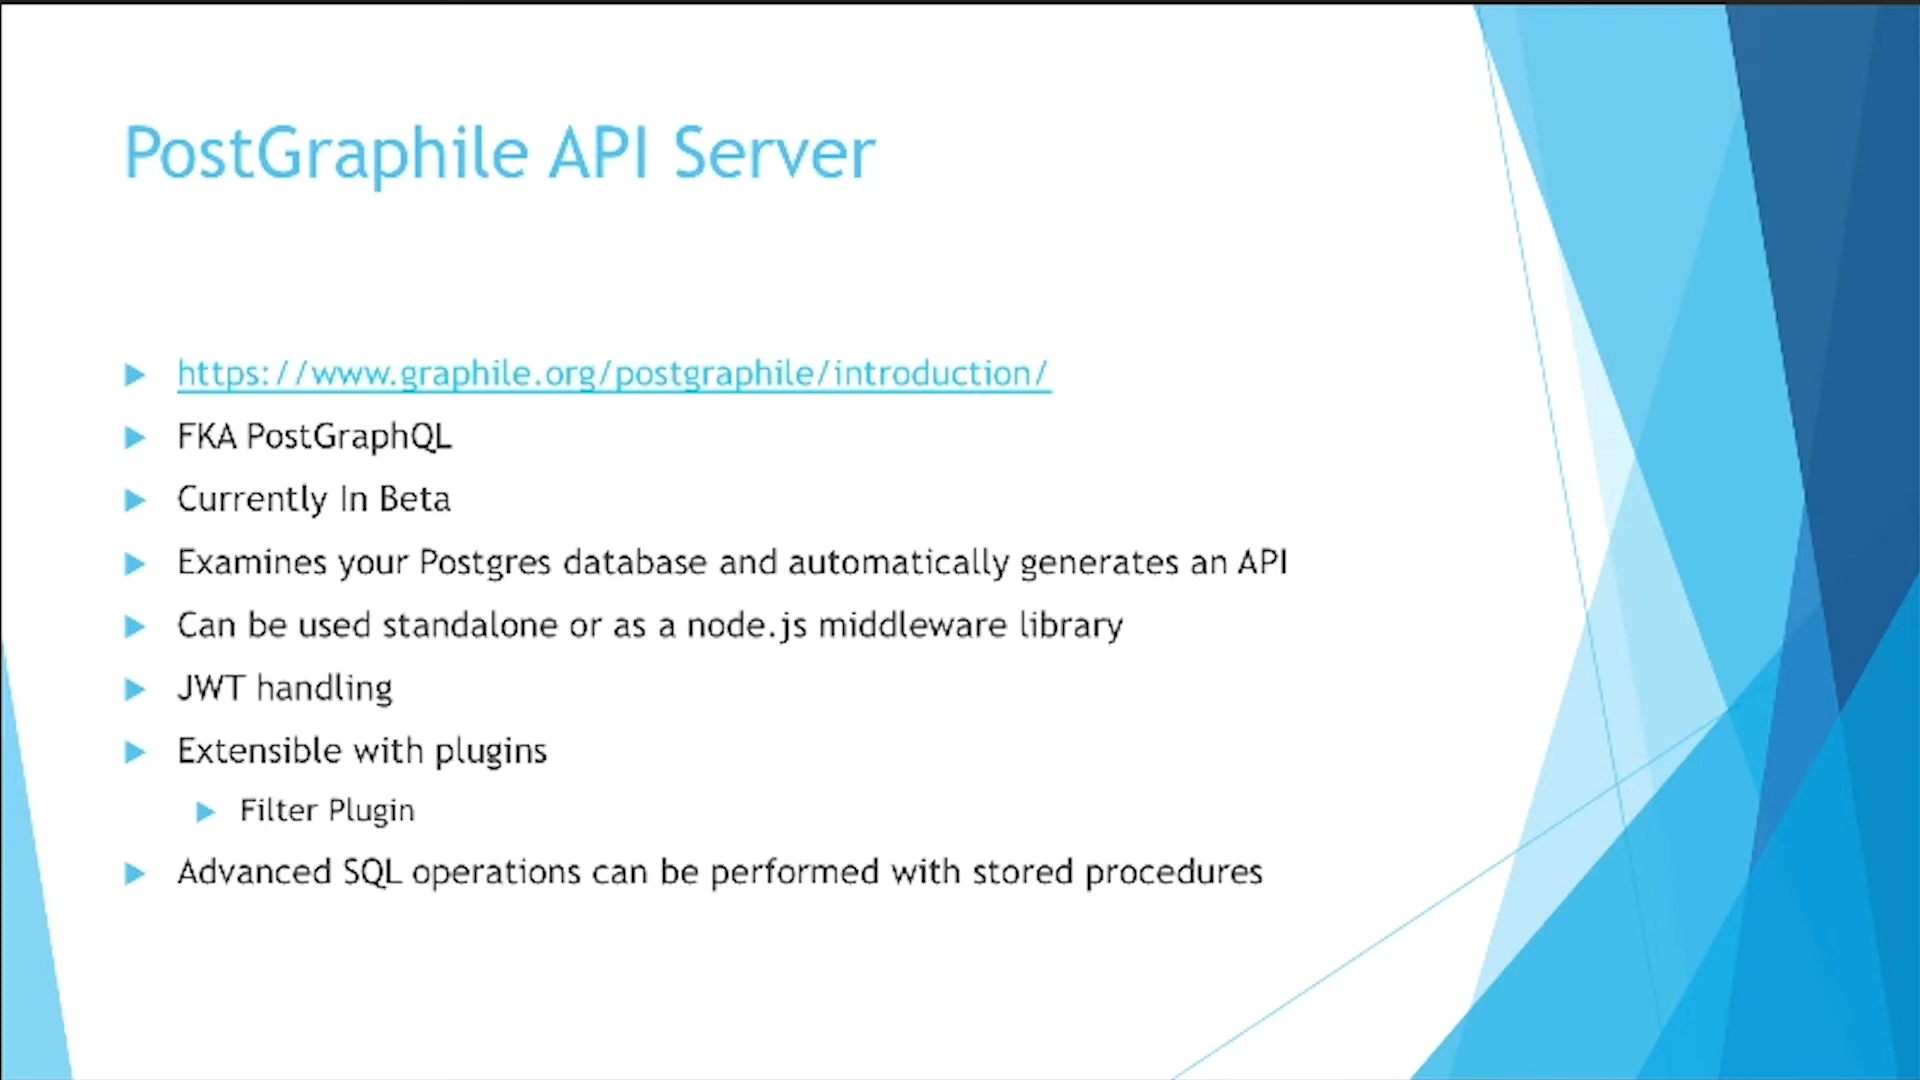 PostGraphile API Server
https://www.graphile.org/postgraphile/introduction/
FKA PostGraphQL
Currently In Beta
Examines your Postgres database and automatically generates an API
Can be used standalone or as a node.js middleware library
JWT handling
Extensible with plugins
Filter Plugin
Advanced SQL operations can be performed with stored procedures